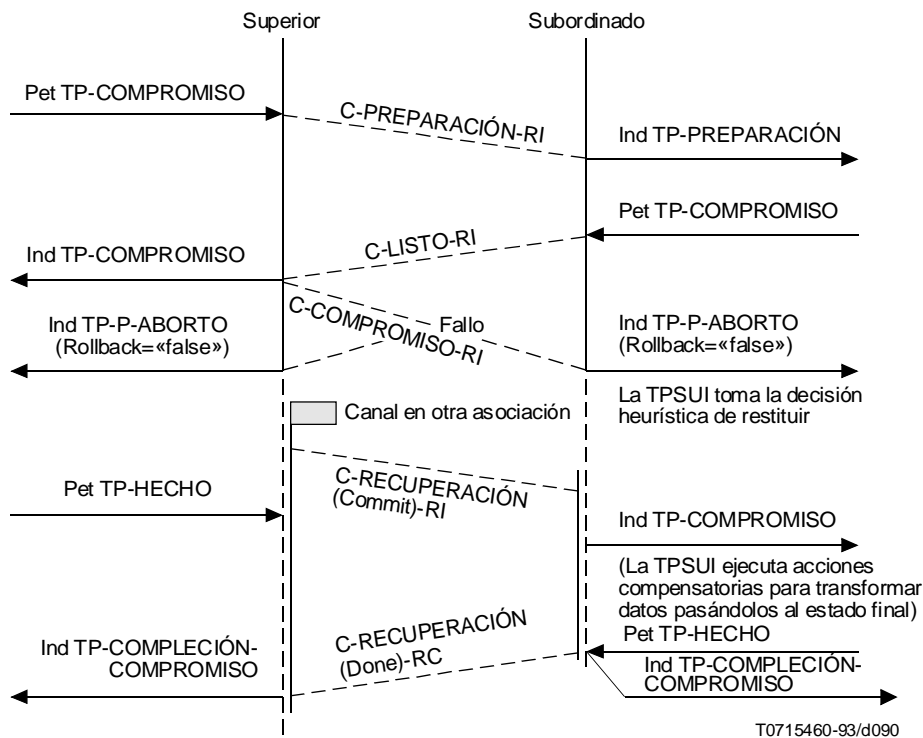 Superior
Subordinado
Pet TP-COMPROMISO
C-PREPARACIÓN-RI
Ind TP-PREPARACIÓN
Pet TP-COMPROMISO
C-LISTO-RI
Ind TP-COMPROMISO
C-COMPROMISO-RI
Fallo
Ind TP-P-ABORTO
(Rollback=«false»)
Ind TP-P-ABORTO
(Rollback=«false»)
La TPSUI toma la decisión
heurística de restituir
Canal en otra asociación
C-RECUPERACIÓN
(Commit)-RI
Pet TP-HECHO
Ind TP-COMPROMISO
(La TPSUI ejecuta acciones
compensatorias para transformar
datos pasándolos al estado final)
Pet TP-HECHO
C-RECUPERACIÓN
(Done)-RC
Ind TP-COMPLECIÓN-
COMPROMISO
Ind TP-COMPLECIÓN-
COMPROMISO
T0715460-93/d090